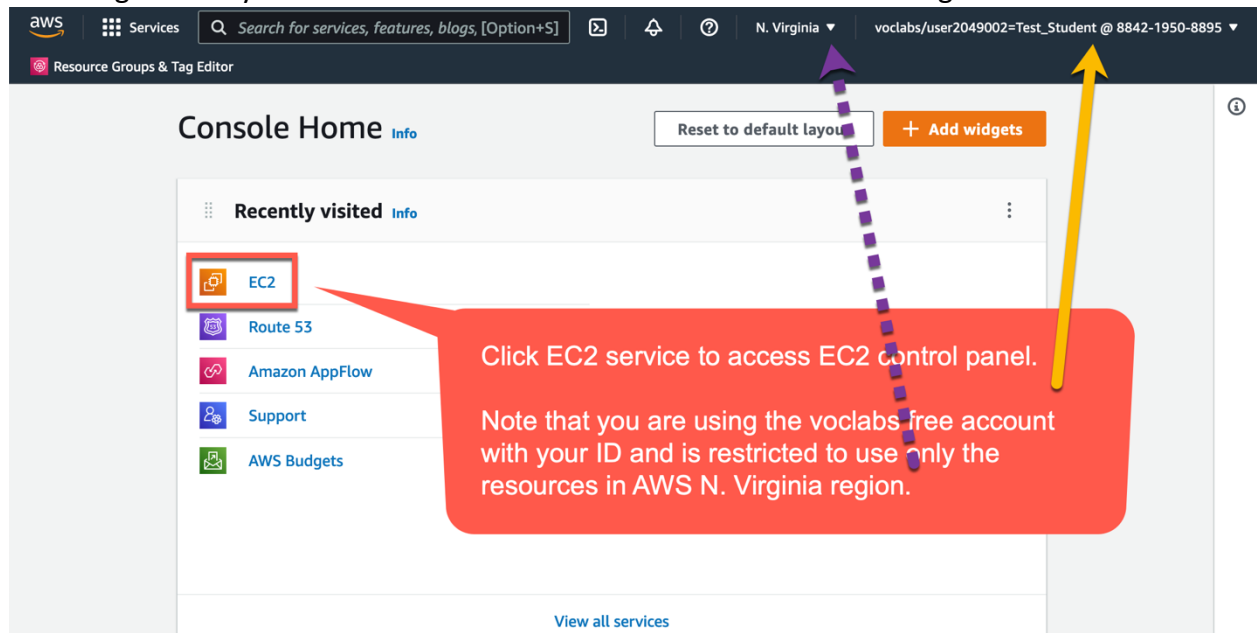 aws
Services
Search for services, features, blogs, [Option+S]
N. Virginia ▼
voclabs/user2049002=Test_Student @ 8842-1950-8895 ▼
Resource Groups & Tag Editor
Console Home Info
Reset to default layou
+ Add widgets
Recently visited Info
EC2
Route 53
Amazon AppFlow
Support
AWS Budgets
Click EC2 service to access EC2 control panel.
Note that you are using the voclabs free account
with your ID and is restricted to use only the
resources in AWS N. Virginia region.
View all services